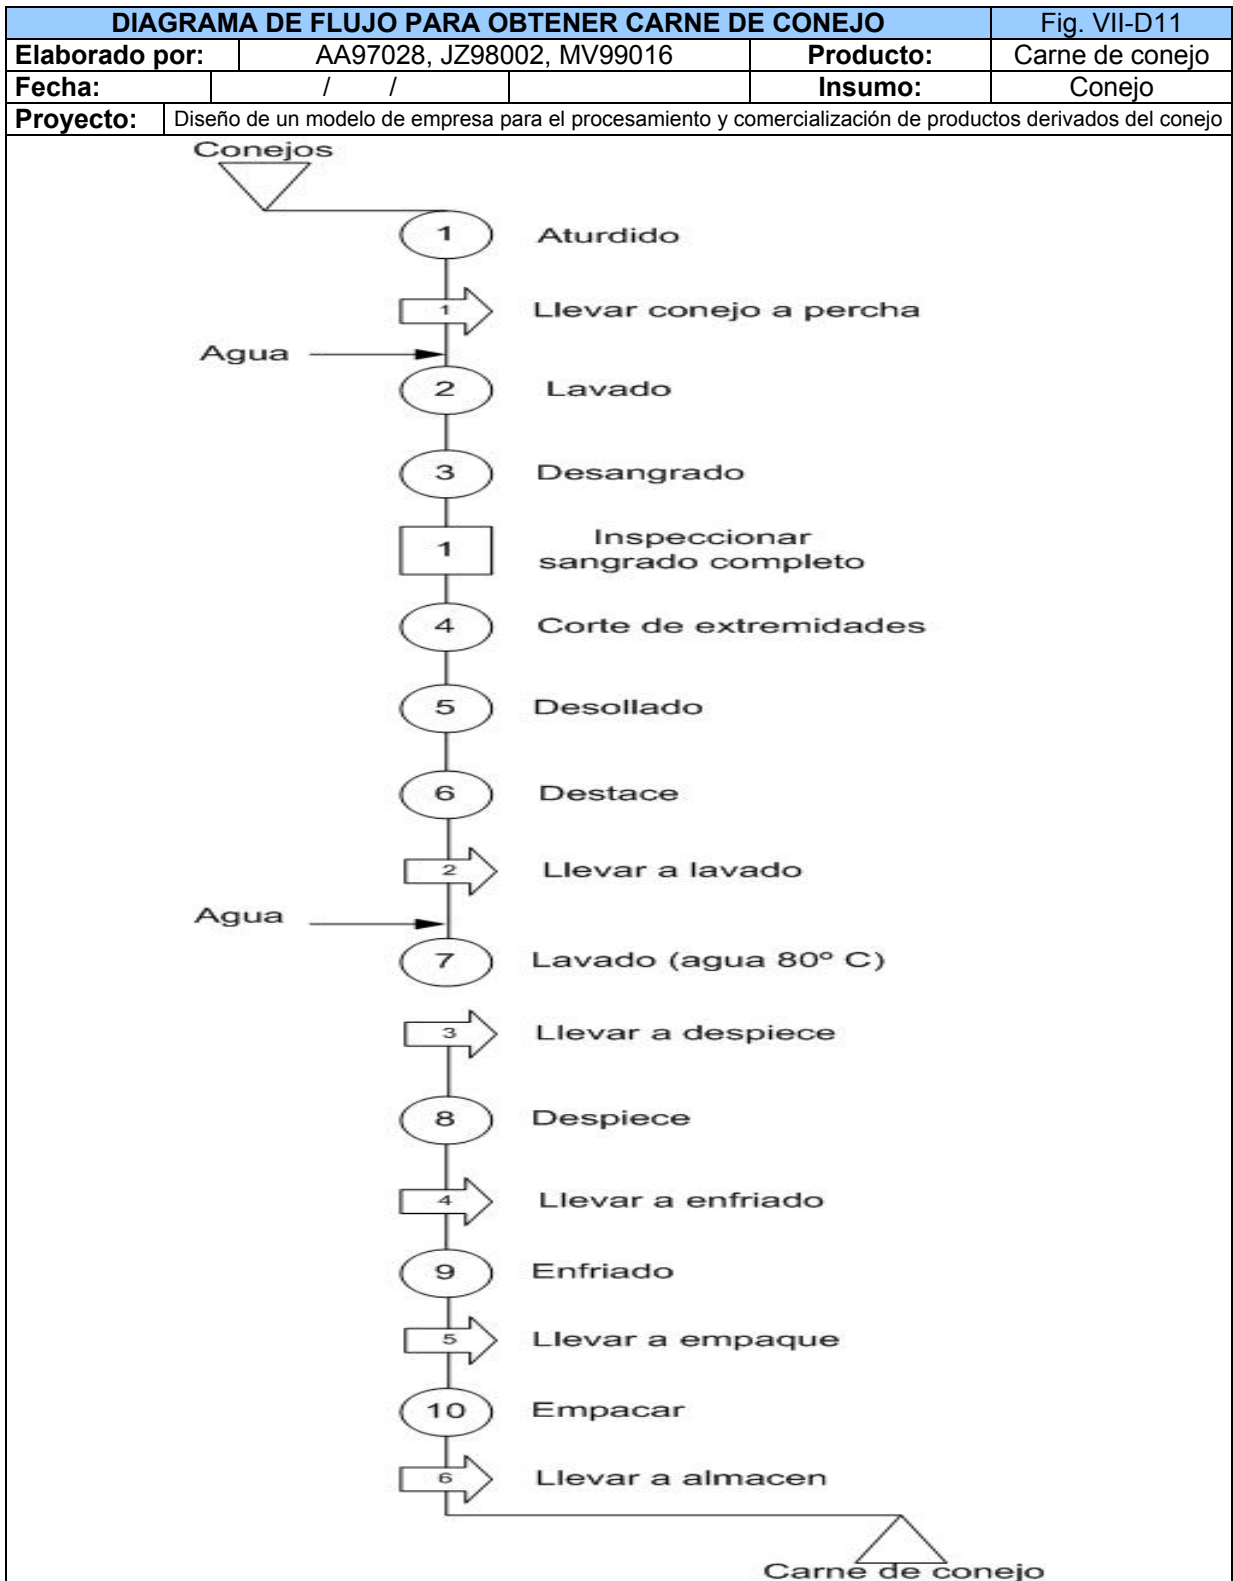 DIAGRAMA DE FLUJO PARA OBTENER CARNE DE CONEJO Fig. VII-D11
Elaborado por: AA97028, JZ98002, MV99016 Producto: Carne de conejo
Fecha: / / Insumo: Conejo
Proyecto: Diseño de un modelo de empresa para el procesamiento y comercialización de productos derivados del conejo
Conejos
1 Aturdido
1 Llevar conejo a percha
Agua
2 Lavado
3 Desangrado
1 Inspeccionar
sangrado completo
4 Corte de extremidades
5 Desollado
6 Destace
2 Llevar a lavado
Agua
7 Lavado (agua 80º C)
3 Llevar a despiece
8 Despiece
4 Llevar a enfriado
9 Enfriado
5 Llevar a empaque
10 Empacar
6 Llevar a almacen
Carne de conejo